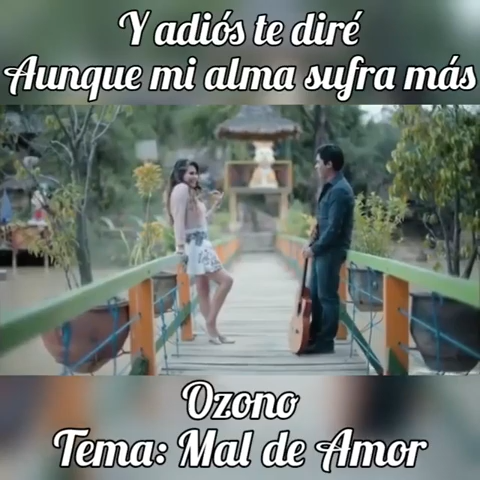 Y adiós te diré
Aunque mi alma sufra más
Ozono
Tema: Mal de Amor